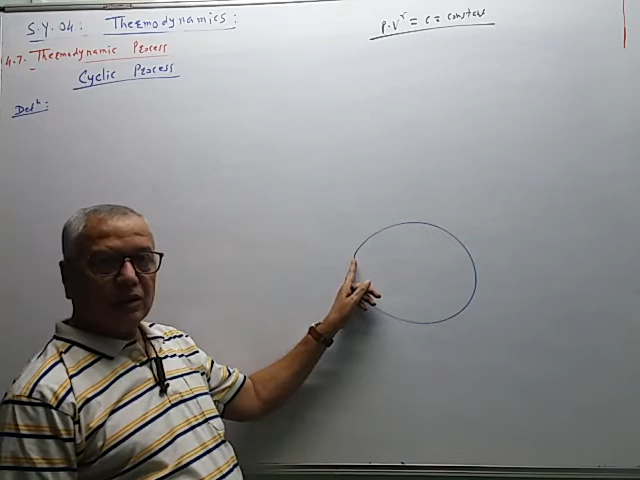 S.Y. 04: Thermodynamics:
P.V^γ = C = constant
4.7. Thermodynamic Process
Cyclic Process
Defⁿ: